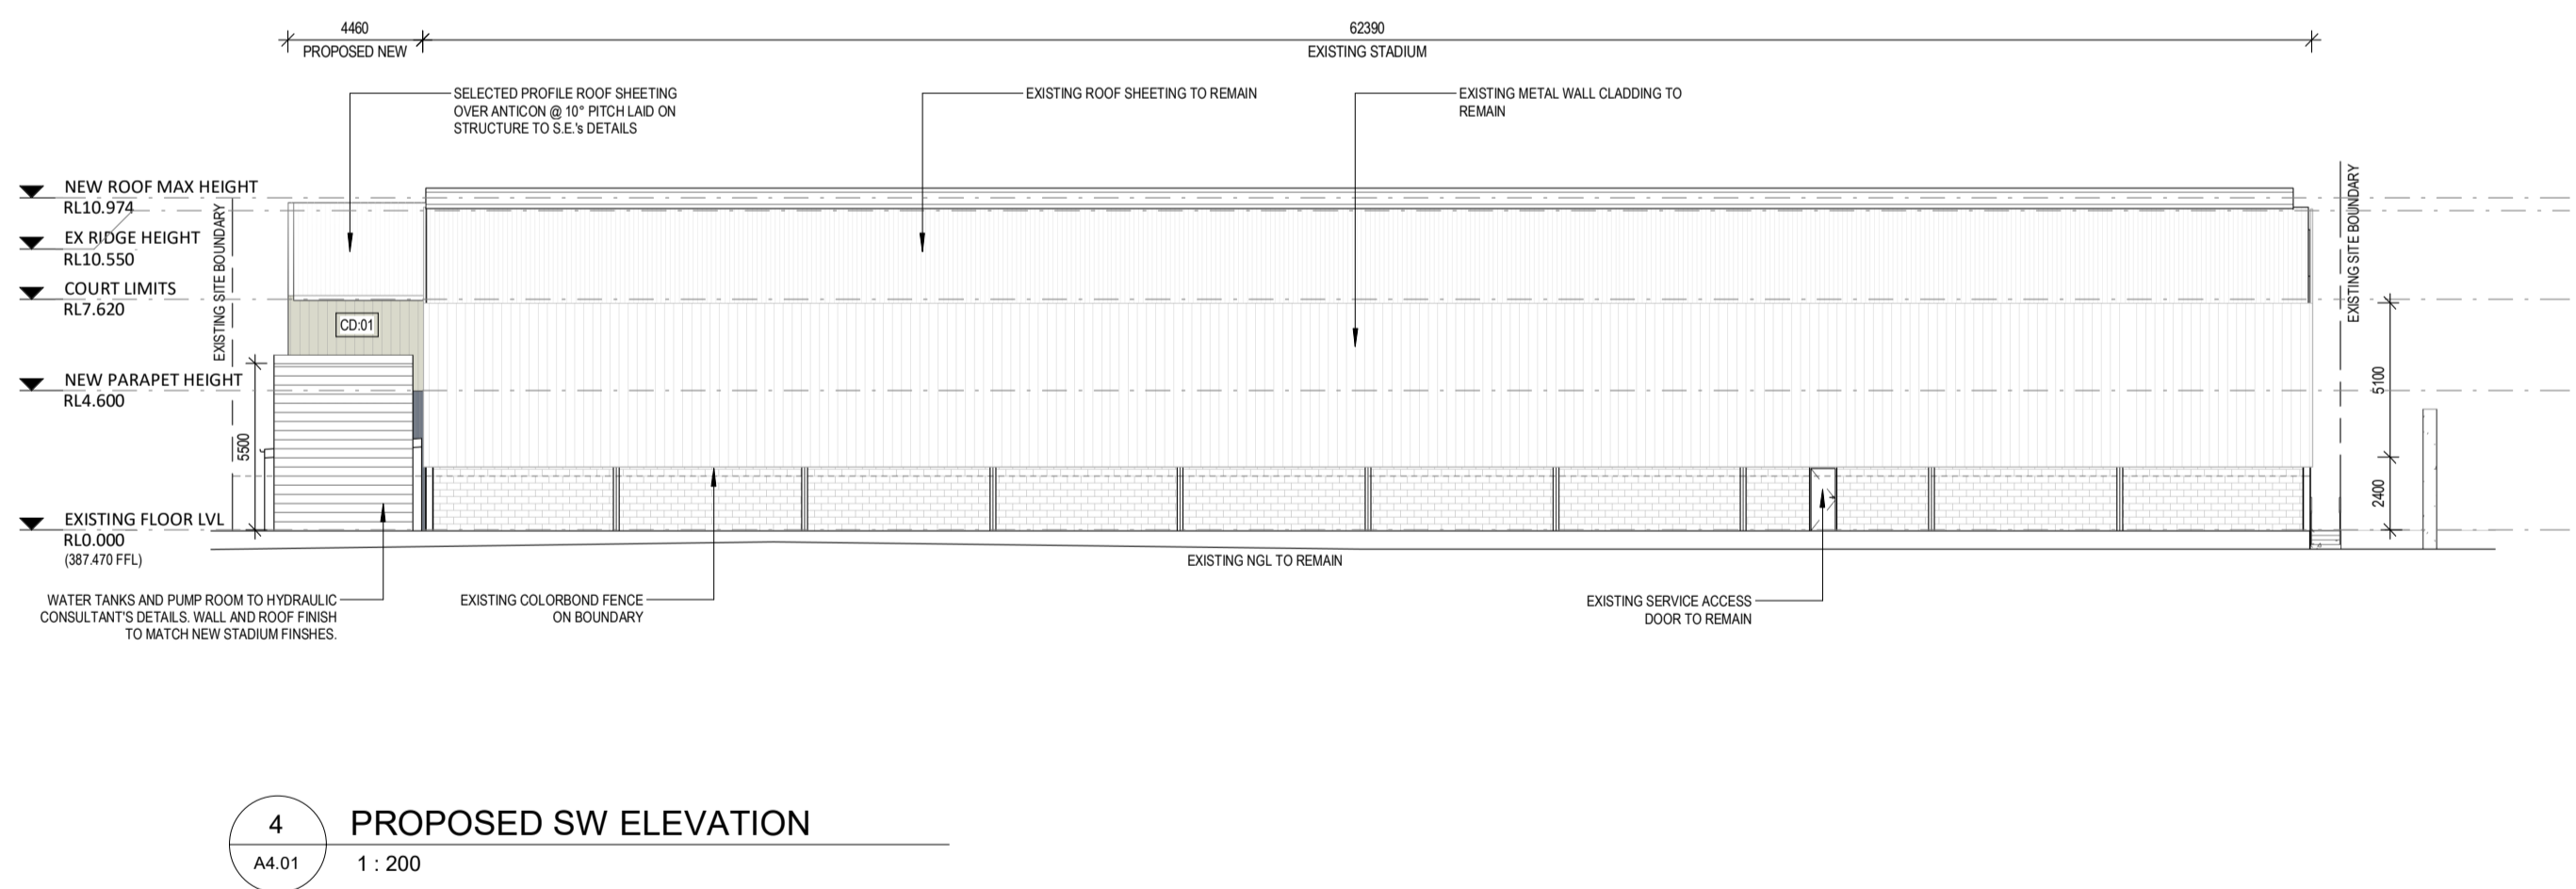 4460
PROPOSED NEW
62390
EXISTING STADIUM
SELECTED PROFILE ROOF SHEETING
OVER ANTICON @ 10° PITCH LAID ON
STRUCTURE TO S.E.'s DETAILS
EXISTING ROOF SHEETING TO REMAIN
EXISTING METAL WALL CLADDING TO
REMAIN
NEW ROOF MAX HEIGHT
RL10.974
EX RIDGE HEIGHT
RL10.550
COURT LIMITS
RL7.620
NEW PARAPET HEIGHT
RL4.600
EXISTING FLOOR LVL
RL0.000
(387.470 FFL)
EXISTING SITE BOUNDARY
CD:01
5500
EXISTING SITE BOUNDARY
5100
2400
EXISTING NGL TO REMAIN
WATER TANKS AND PUMP ROOM TO HYDRAULIC
CONSULTANT'S DETAILS. WALL AND ROOF FINISH
TO MATCH NEW STADIUM FINSHES.
EXISTING COLORBOND FENCE
ON BOUNDARY
EXISTING SERVICE ACCESS
DOOR TO REMAIN
4
A4.01
PROPOSED SW ELEVATION
1 : 200